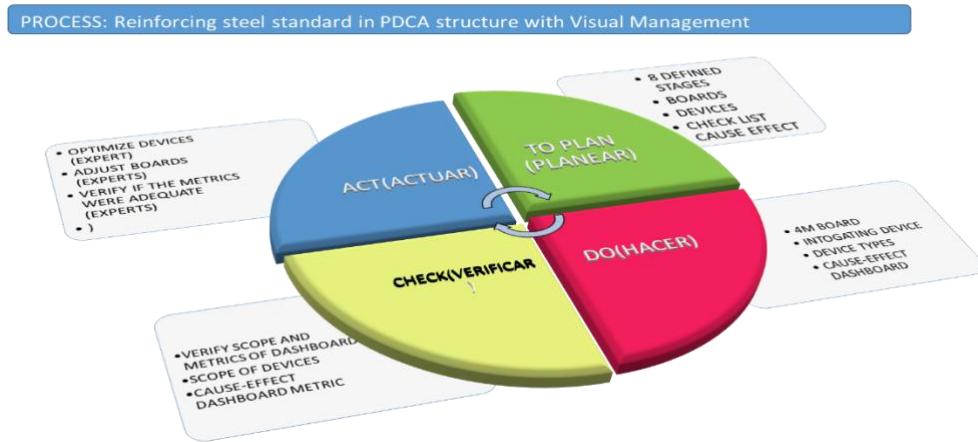 PROCESS: Reinforcing steel standard in PDCA structure with Visual Management
• 8 DEFINED
STAGES
• BOARDS
• DEVICES
• CHECK LIST
CAUSE EFFECT
TO PLAN
(PLANEAR)
• OPTIMIZE DEVICES
(EXPERT)
• ADJUST BOARDS
(EXPERTS)
• VERIFY IF THE METRICS
WERE ADEQUATE
(EXPERTS)
• )
ACT(ACTUAR)
DO(HACER)
• 4M BOARD
• INTOGATING DEVICE
• DEVICE TYPES
• CAUSE-EFFECT
DASHBOARD
CHECK(VERIFICAR
)
•VERIFY SCOPE AND
METRICS OF DASHBOARD
•SCOPE OF DEVICES
•CAUSE-EFFECT
DASHBOARD METRIC